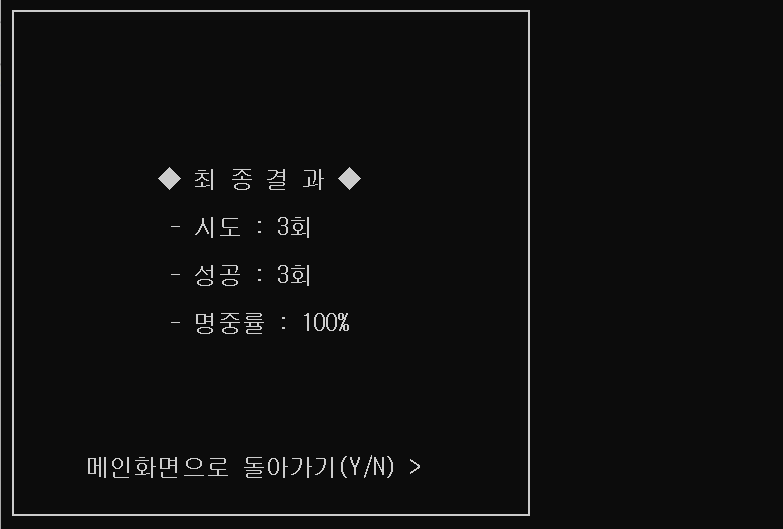 ◆ 최 종 결 과 ◆
- 시도 : 3회
- 성공 : 3회
- 명중률 : 100%
메인화면으로 돌아가기(Y/N) >